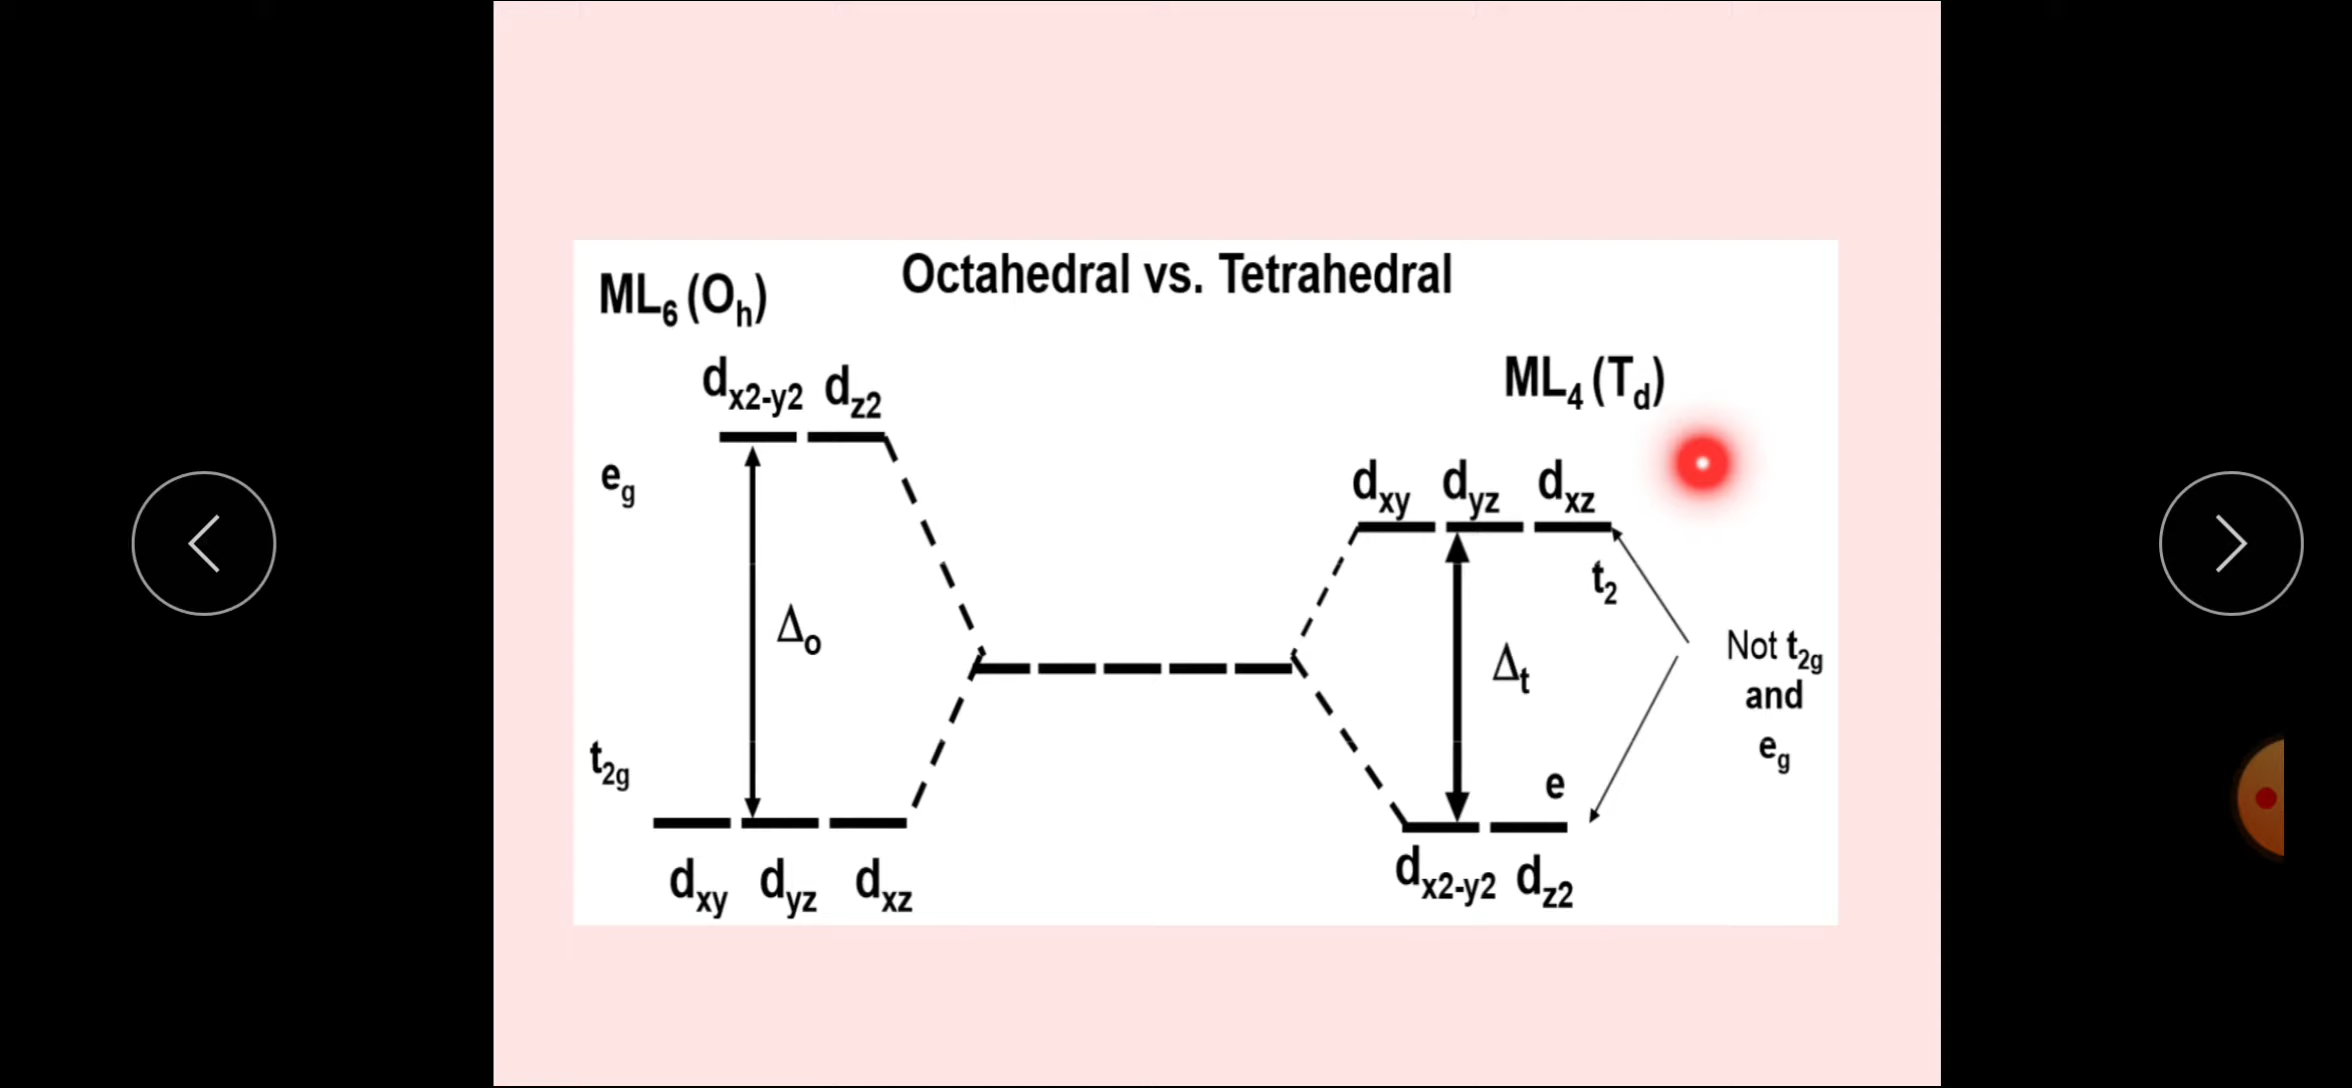 Octahedral vs. Tetrahedral
ML6 (Oh)
dx2-y2 dz2
eg
Δo
t2g
dxy dyz dxz
ML4 (Td)
dxy dyz dxz
t2
Δt
e
dx2-y2 dz2
Not t2g
and
eg